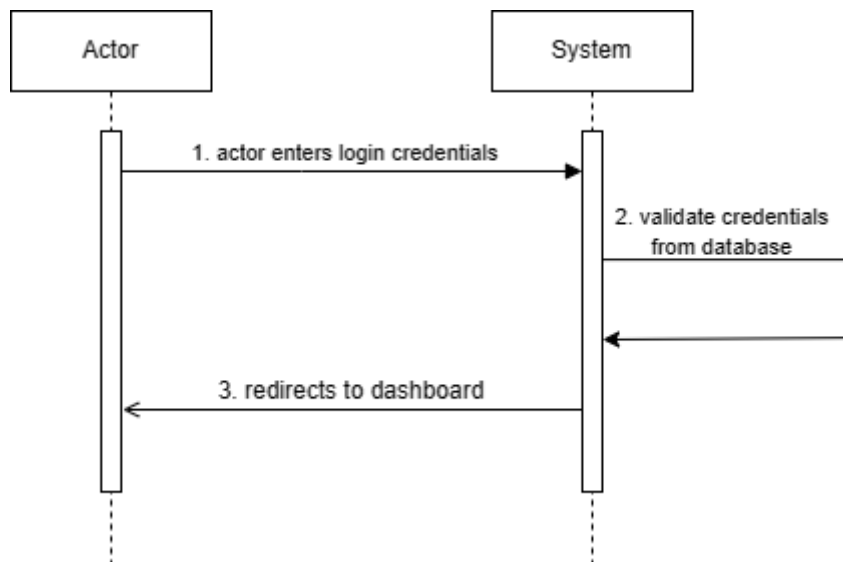 Actor
System
1. actor enters login credentials
2. validate credentials
from database
3. redirects to dashboard